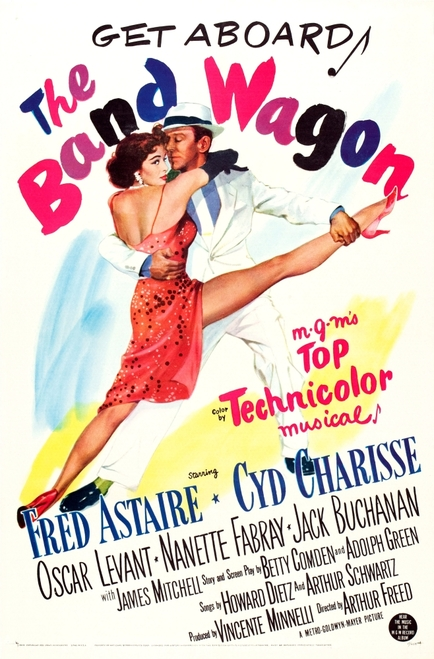 GET ABOARD
The
Band Wagon
m·g·m's
TOP
Color by Technicolor
musical
Starring
FRED ASTAIRE * CYD CHARISSE
OSCAR LEVANT · NANETTE FABRAY · JACK BUCHANAN
with JAMES MITCHELL Story and Screen Play by BETTY COMDEN and ADOLPH GREEN
Songs by HOWARD DIETZ And ARTHUR SCHWARTZ
Produced by VINCENTE MINNELLI Directed by ARTHUR FREED
A METRO-GOLDWYN-MAYER PICTURE
HEAR
THE MUSIC
IN THE
M-G-M RECORD
ALBUM